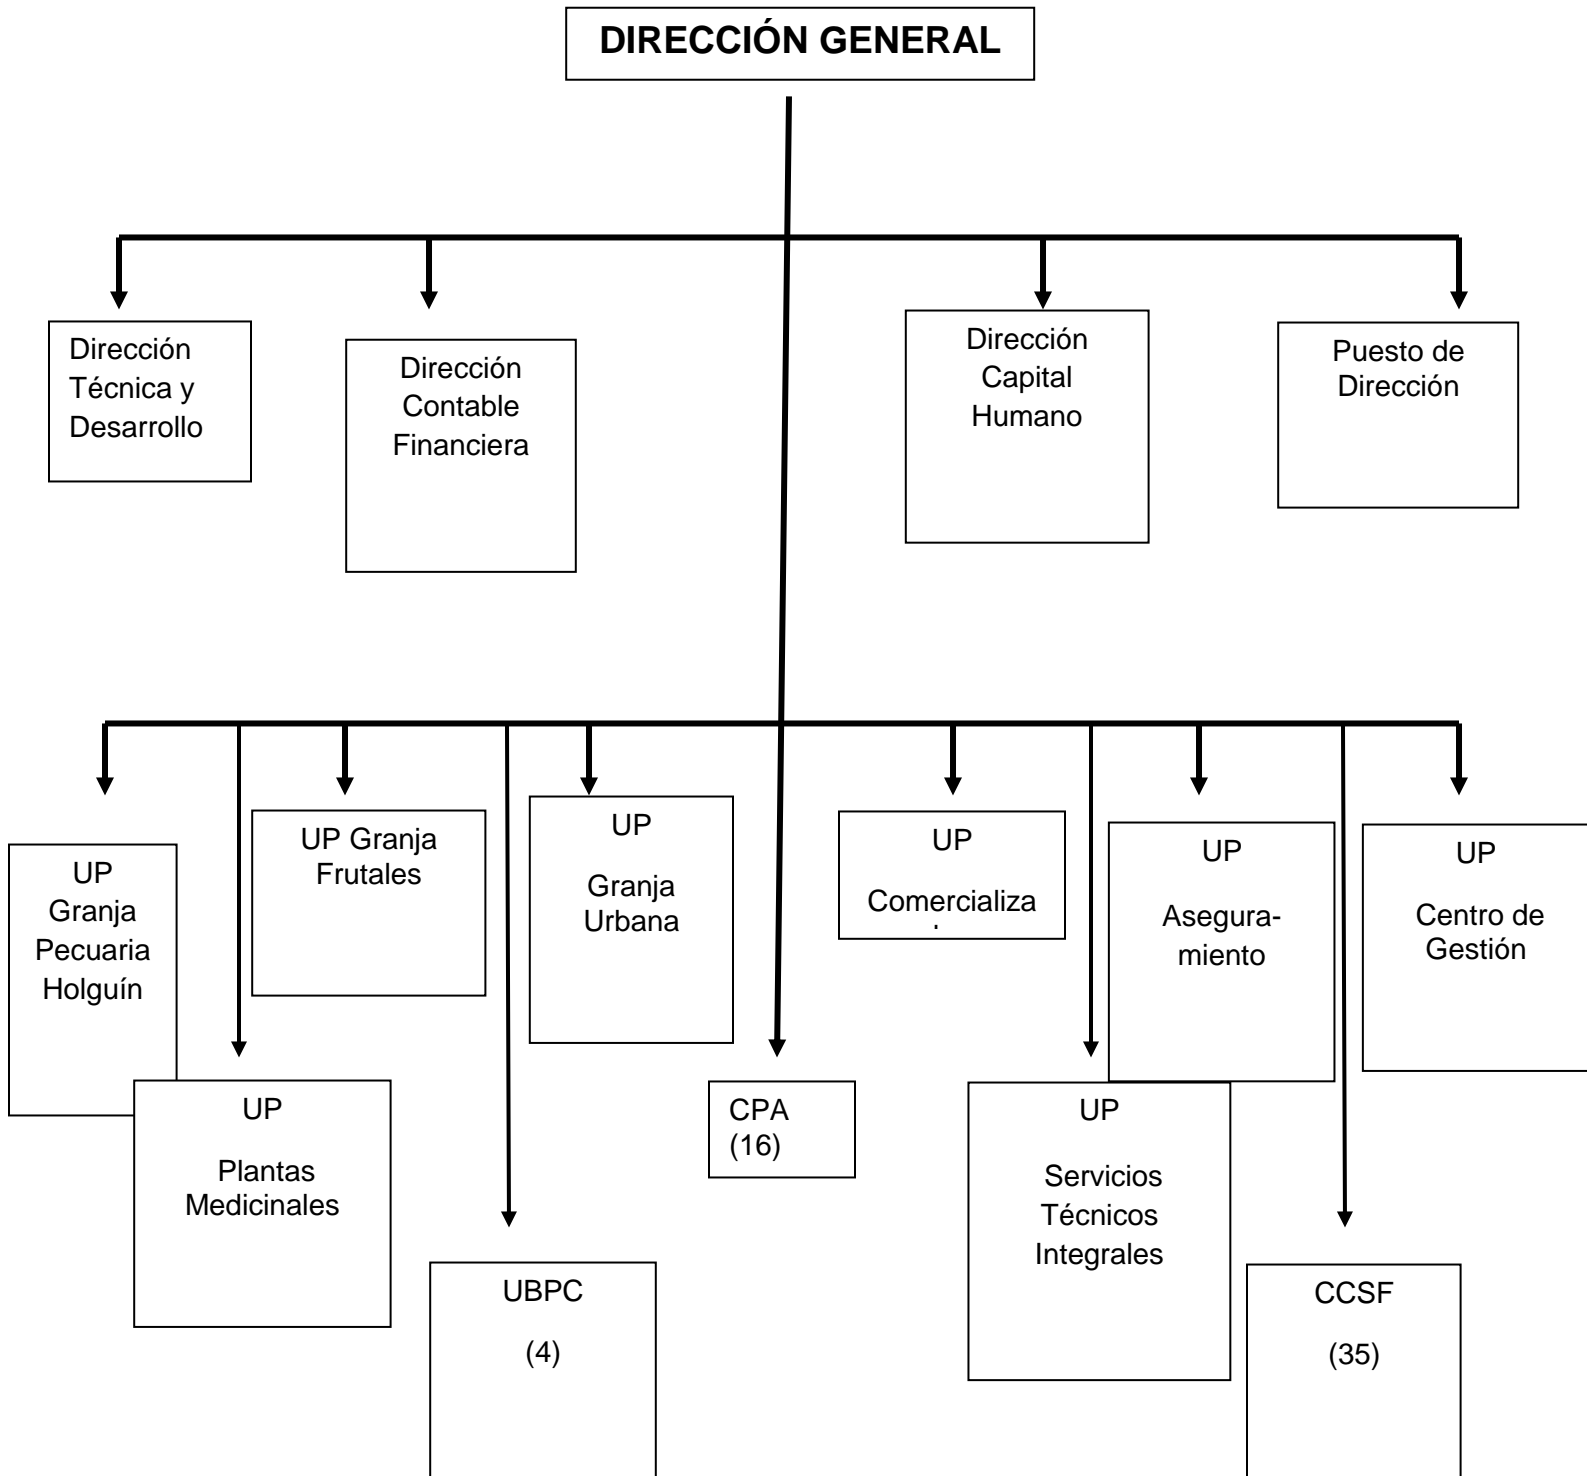 DIRECCIÓN GENERAL
Dirección
Técnica y
Desarrollo
Dirección
Contable
Financiera
Dirección
Capital
Humano
Puesto de
Dirección
UP
Granja
Pecuaria
Holguín
UP Granja
Frutales
UP
Granja
Urbana
UP
Comercializa
UP
Asegura-
miento
UP
Centro de
Gestión
UP
Plantas
Medicinales
CPA
(16)
UP
Servicios
Técnicos
Integrales
UBPC
(4)
CCSF
(35)